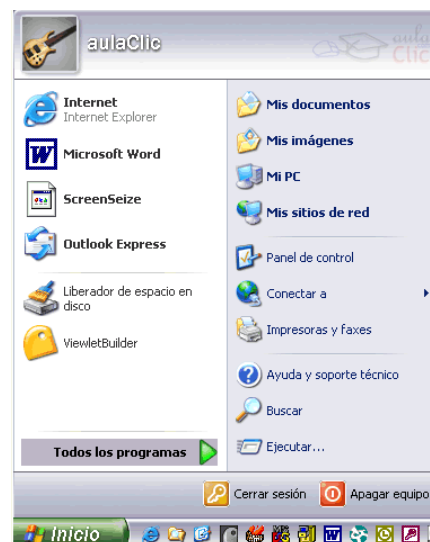 aulaClic
aula
Clic
Internet
Internet Explorer
Microsoft Word
ScreenSeize
Outlook Express
Liberador de espacio en
disco
ViewletBuilder
Todos los programas
Mis documentos
Mis imágenes
Mi PC
Mis sitios de red
Panel de control
Conectar a
Impresoras y faxes
Ayuda y soporte técnico
Buscar
Ejecutar...
Cerrar sesión
Apagar equipo
Inicio